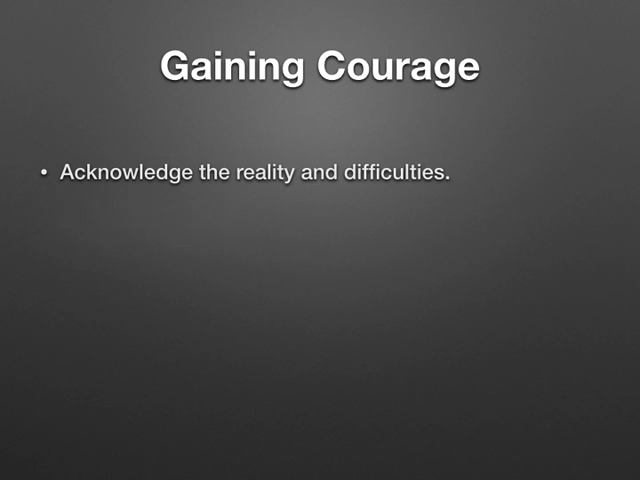 Gaining Courage
• Acknowledge the reality and difficulties.